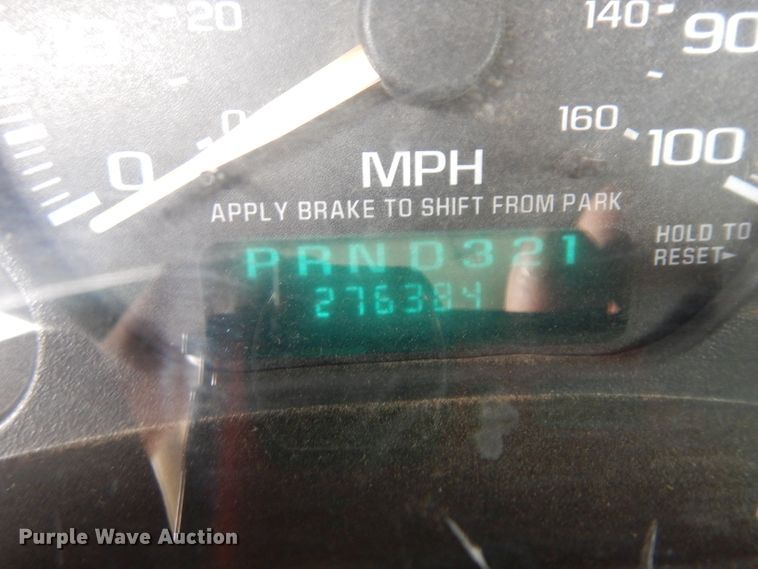 20 140 90
0 0 160 100
MPH
APPLY BRAKE TO SHIFT FROM PARK
HOLD TO
RESET
PRND321
276384
Purple Wave Auction